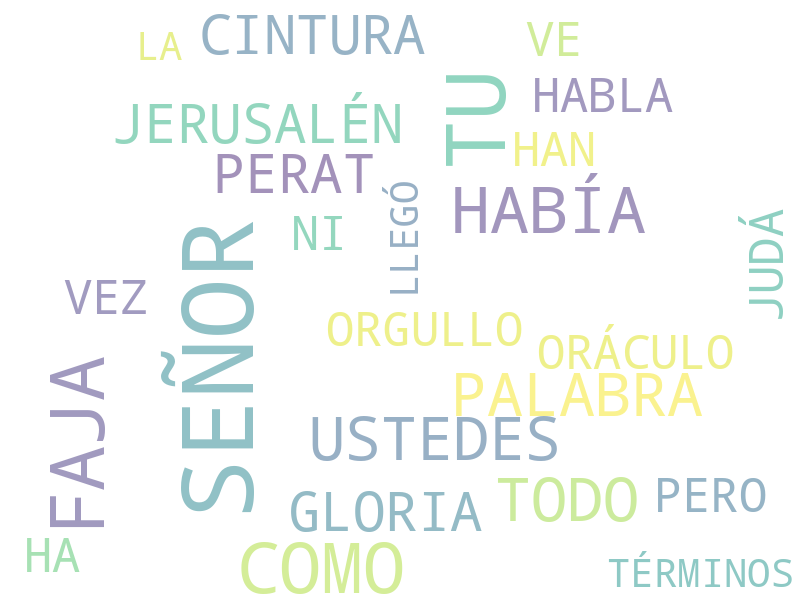 LA
CINTURA
VE
TU
HABLA
JERUSALÉN
HAN
PERAT
HABÍA
LLEGÓ
NI
JUDÁ
SEÑOR
VEZ
ORGULLO
ORÁCULO
FAJA
PALABRA
USTEDES
GLORIA
TODO
PERO
HA
COMO
TÉRMINOS